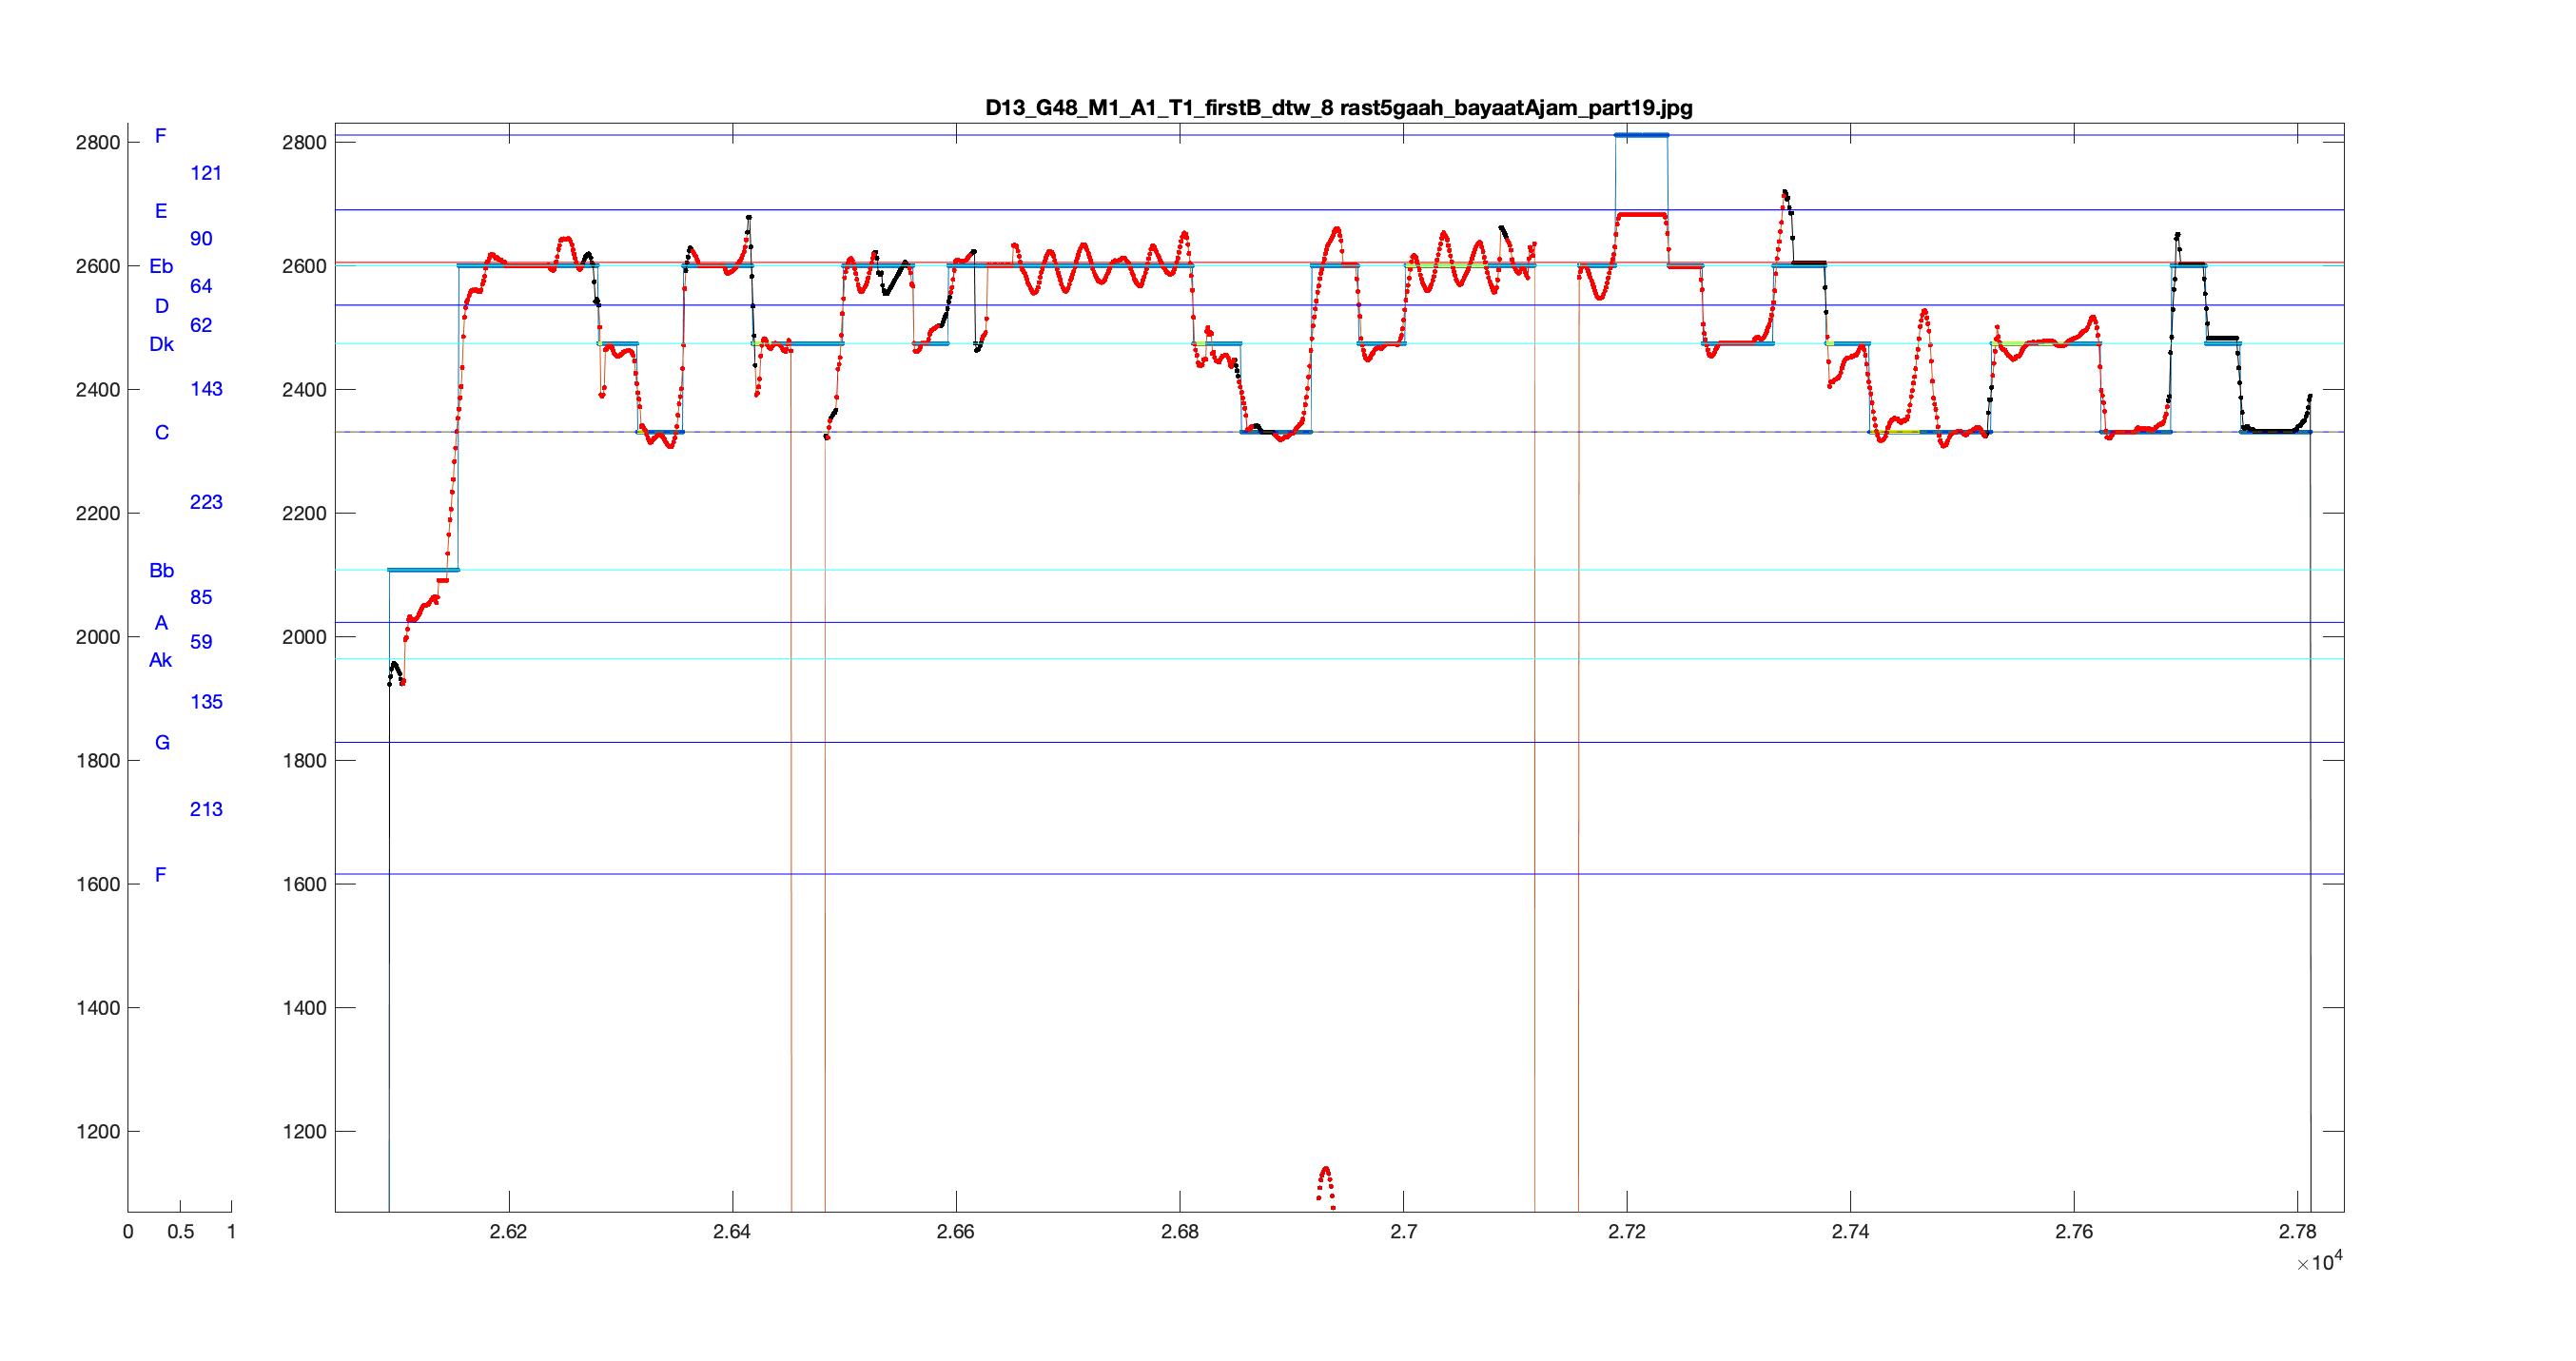 D13_G48_M1_A1_T1_firstB_dtw_8 rast5gaah_bayaatAjam_part19.jpg
2800 F 2800
121
E
90
2600 Eb 2600
64
D
62
Dk
2400 143 2400
C
223
2200 2200
Bb
85
2000 A 2000
59
Ak
135
G
1800 1800
213
1600 F 1600
1400 1400
1200 1200
0 0.5 1 2.62 2.64 2.66 2.68 2.7 2.72 2.74 2.76 2.78
×10⁴